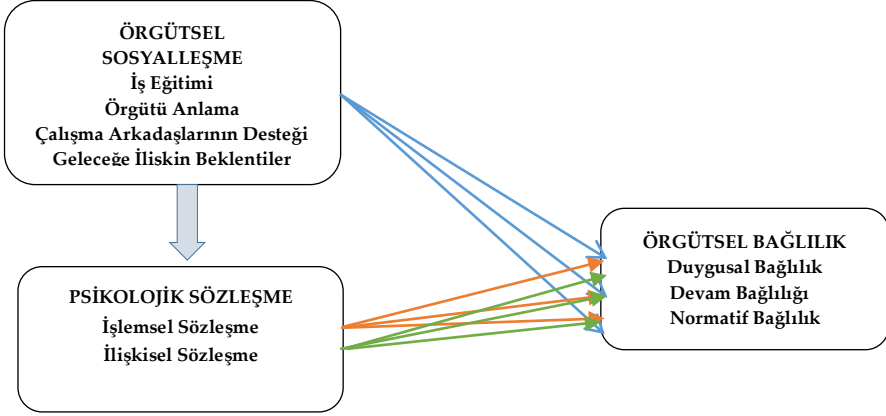 ÖRGÜTSEL
SOSYALLEŞME
İş Eğitimi
Örgütü Anlama
Çalışma Arkadaşlarının Desteği
Geleceğe İlişkin Beklentiler
PSİKOLOJİK SÖZLEŞME
İşlemsel Sözleşme
İlişkisel Sözleşme
ÖRGÜTSEL BAĞLILIK
Duygusal Bağlılık
Devam Bağlılığı
Normatif Bağlılık